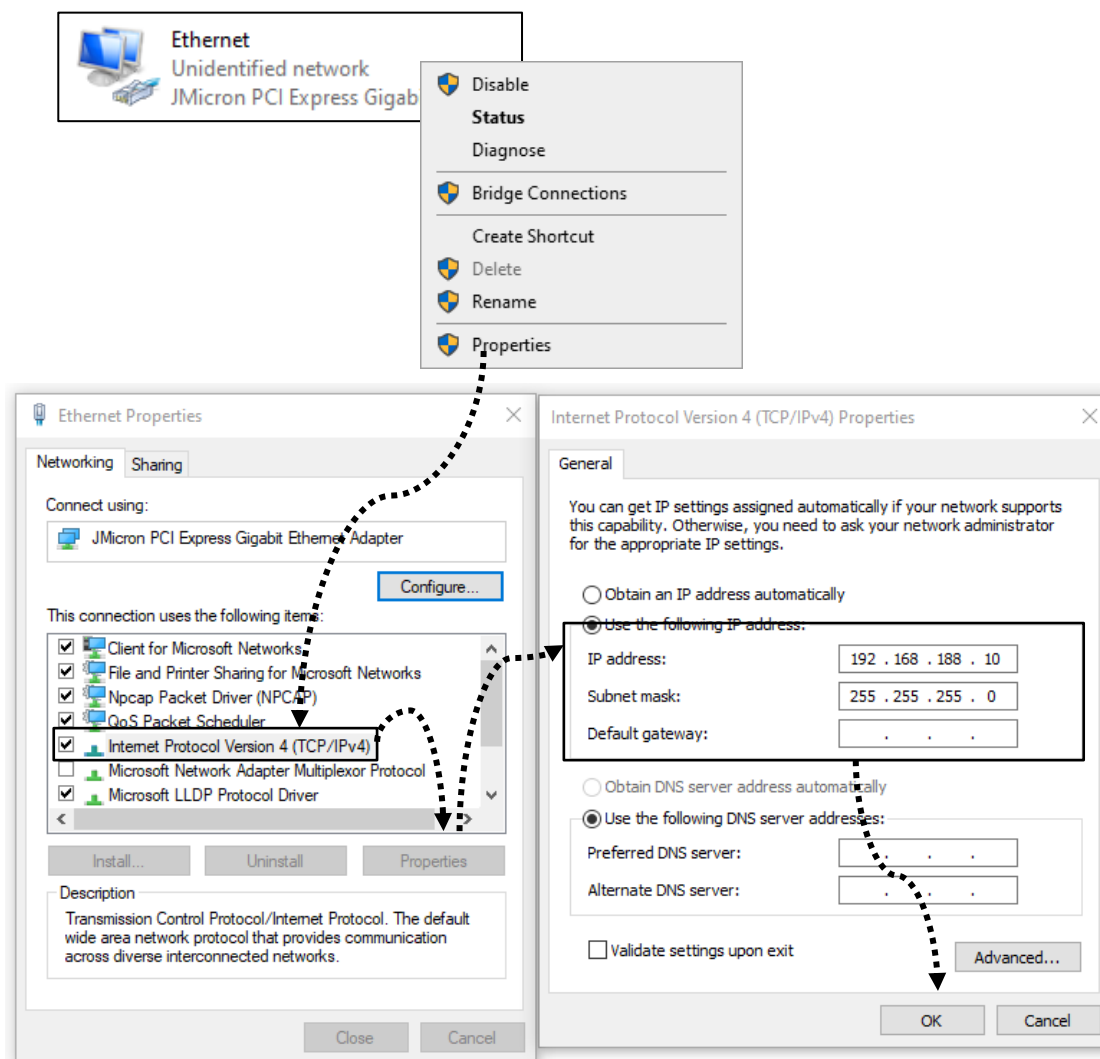 Ethernet
Unidentified network
JMicron PCI Express Gigab
Disable
Status
Diagnose
Bridge Connections
Create Shortcut
Delete
Rename
Properties
Ethernet Properties
Networking
Sharing
Connect using:
JMicron PCI Express Gigabit Ethernet Adapter
Configure...
This connection uses the following items:
Client for Microsoft Networks
File and Printer Sharing for Microsoft Networks
Npcap Packet Driver (NPCAP)
QoS Packet Scheduler
Internet Protocol Version 4 (TCP/IPv4)
Microsoft Network Adapter Multiplexor Protocol
Microsoft LLDP Protocol Driver
Install...
Uninstall
Properties
Description
Transmission Control Protocol/Internet Protocol. The default
wide area network protocol that provides communication
across diverse interconnected networks.
Close
Cancel
Internet Protocol Version 4 (TCP/IPv4) Properties
General
You can get IP settings assigned automatically if your network supports
this capability. Otherwise, you need to ask your network administrator
for the appropriate IP settings.
Obtain an IP address automatically
Use the following IP address:
IP address: 192 . 168 . 188 . 10
Subnet mask: 255 . 255 . 255 . 0
Default gateway: . . .
Obtain DNS server address automatically
Use the following DNS server addresses:
Preferred DNS server: . . .
Alternate DNS server: . . .
Validate settings upon exit
Advanced...
OK
Cancel